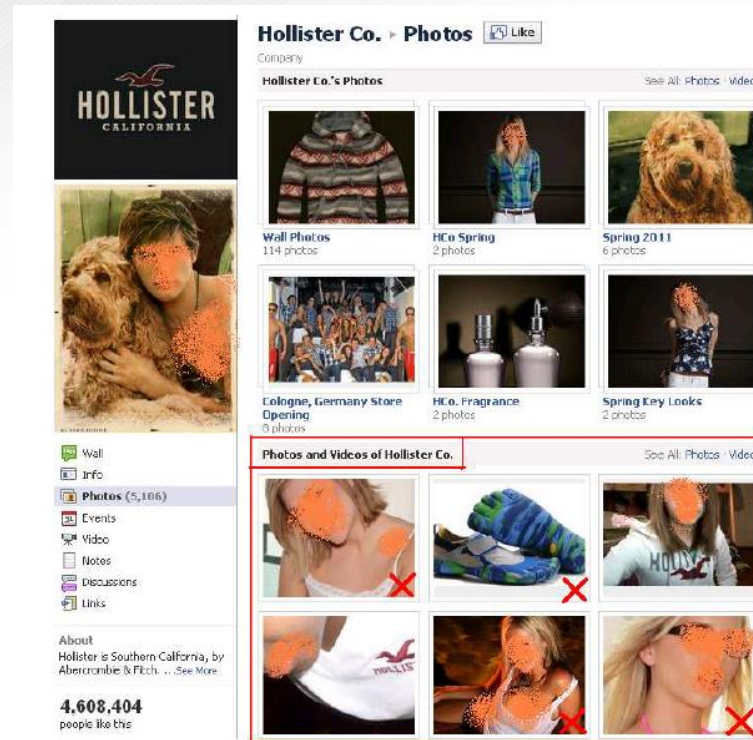 HOLLISTER
CALIFORNIA
Hollister Co. ▸ Photos Like
Company
Hollister Co.'s Photos See All: Photos · Video
Wall Photos
114 photos
HCo Spring
2 photos
Spring 2011
6 photos
Cologne, Germany Store
Opening
8 photos
HCo. Fragrance
2 photos
Spring Key Looks
2 photos
Wall
Info
Photos (5,106)
Events
Video
Notes
Discussions
Links
Photos and Videos of Hollister Co. See All: Photos · Video
HOLLIS
About
Hollister is Southern California, by
Abercrombie & Fitch. ... See More
4,608,404
people like this